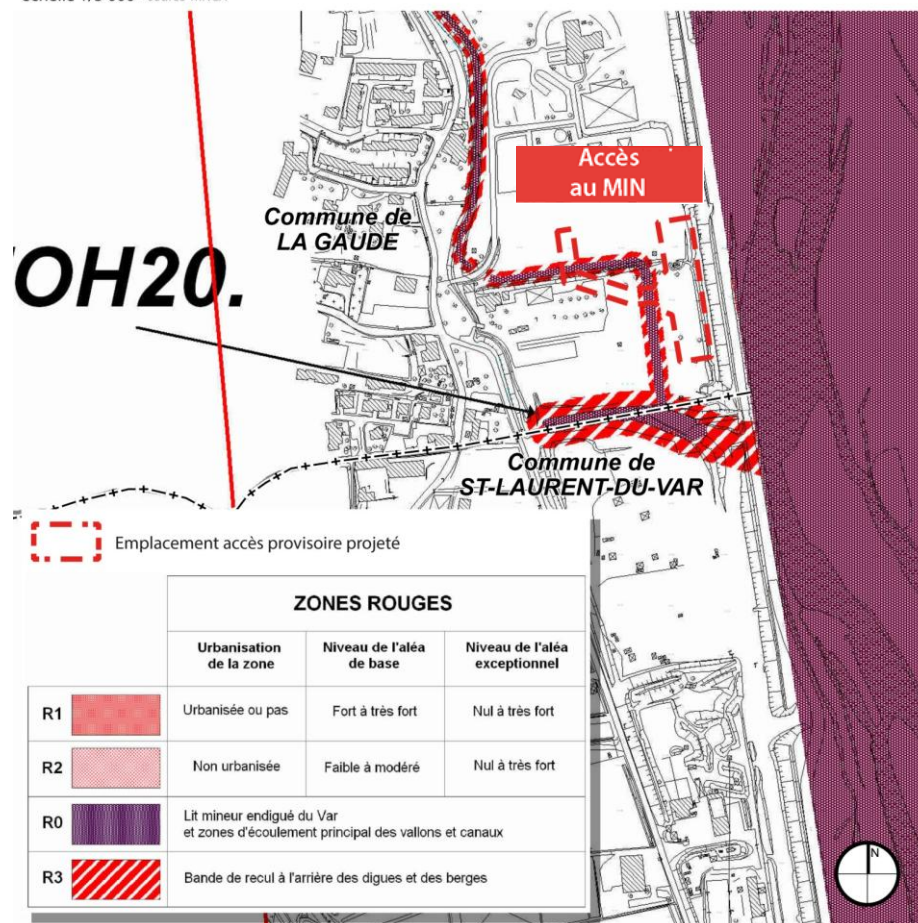 Accès
au MIN
Commune de
LA GAUDE
OH20.
Commune de
ST-LAURENT-DU-VAR
Emplacement accès provisoire projeté
ZONES ROUGES
Urbanisation
de la zone
Niveau de l'aléa
de base
Niveau de l'aléa
exceptionnel
R1
Urbanisée ou pas
Fort à très fort
Nul à très fort
R2
Non urbanisée
Faible à modéré
Nul à très fort
R0
Lit mineur endigué du Var
et zones d'écoulement principal des vallons et canaux
R3
Bande de recul à l'arrière des digues et des berges
N